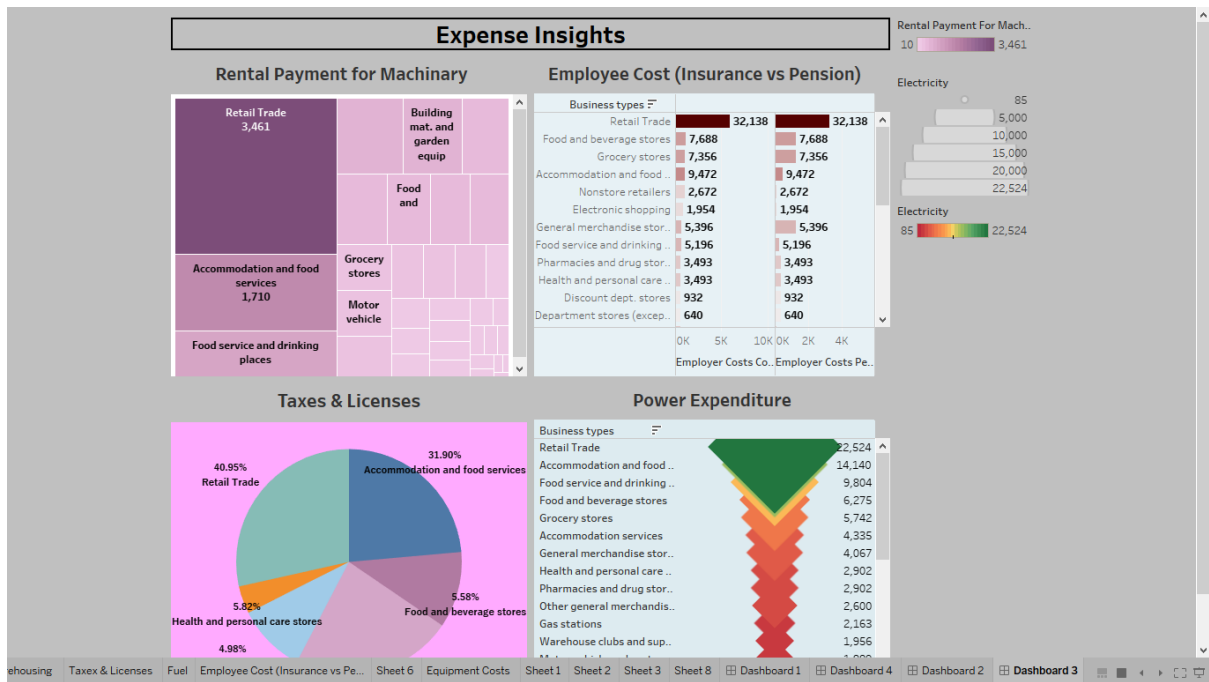 Expense Insights
Rental Payment for Machinary
Retail Trade
3,461
Building
mat. and
garden
equip
Food
and
Accommodation and food
services
1,710
Grocery
stores
Motor
vehicle
Food service and drinking
places
Employee Cost (Insurance vs Pension)
Business types
Retail Trade 32,138 32,138
Food and beverage stores 7,688 7,688
Grocery stores 7,356 7,356
Accommodation and food .. 9,472 9,472
Nonstore retailers 2,672 2,672
Electronic shopping 1,954 1,954
General merchandise stor.. 5,396 5,396
Food service and drinking .. 5,196 5,196
Pharmacies and drug stor.. 3,493 3,493
Health and personal care .. 3,493 3,493
Discount dept. stores 932 932
Department stores (excep.. 640 640
0K 5K 10K 0K 2K 4K
Employer Costs Co.. Employer Costs Pe..
Rental Payment For Mach..
10 3,461
Electricity
85
5,000
10,000
15,000
20,000
22,524
Electricity
85 22,524
Taxes & Licenses
31.90%
Accommodation and food services
40.95%
Retail Trade
5.58%
Food and beverage stores
5.82%
Health and personal care stores
4.98%
Power Expenditure
Business types
Retail Trade 22,524
Accommodation and food .. 14,140
Food service and drinking .. 9,804
Food and beverage stores 6,275
Grocery stores 5,742
Accommodation services 4,335
General merchandise stor.. 4,067
Health and personal care .. 2,902
Pharmacies and drug stor.. 2,902
Other general merchandis.. 2,600
Gas stations 2,163
Warehouse clubs and sup.. 1,956
ehousing Taxex & Licenses Fuel Employee Cost (Insurance vs Pe... Sheet 6 Equipment Costs Sheet 1 Sheet 2 Sheet 3 Sheet 8 Dashboard 1 Dashboard 4 Dashboard 2 Dashboard 3